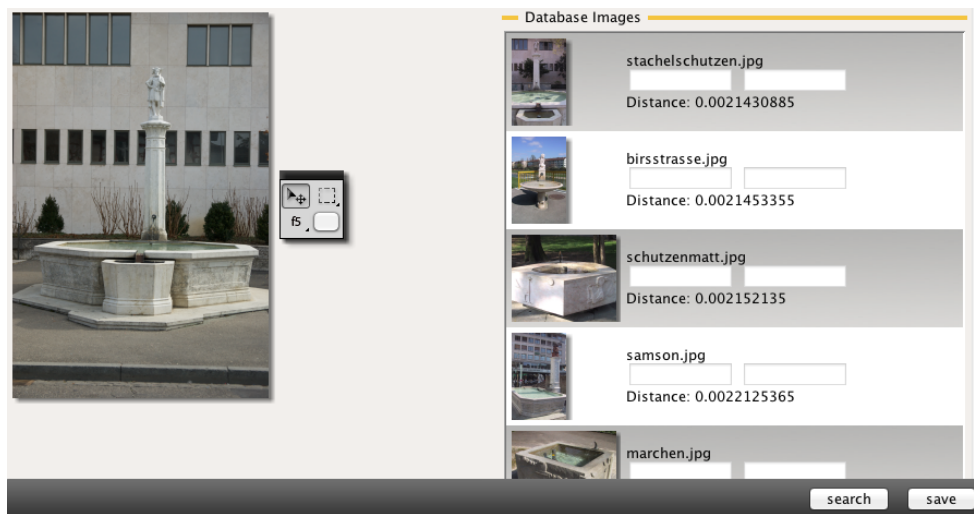 Database Images
stachelschutzen.jpg
Distance: 0.0021430885
birsstrasse.jpg
Distance: 0.0021453355
f5
schutzenmatt.jpg
Distance: 0.002152135
samson.jpg
Distance: 0.0022125365
marchen.jpg
search save